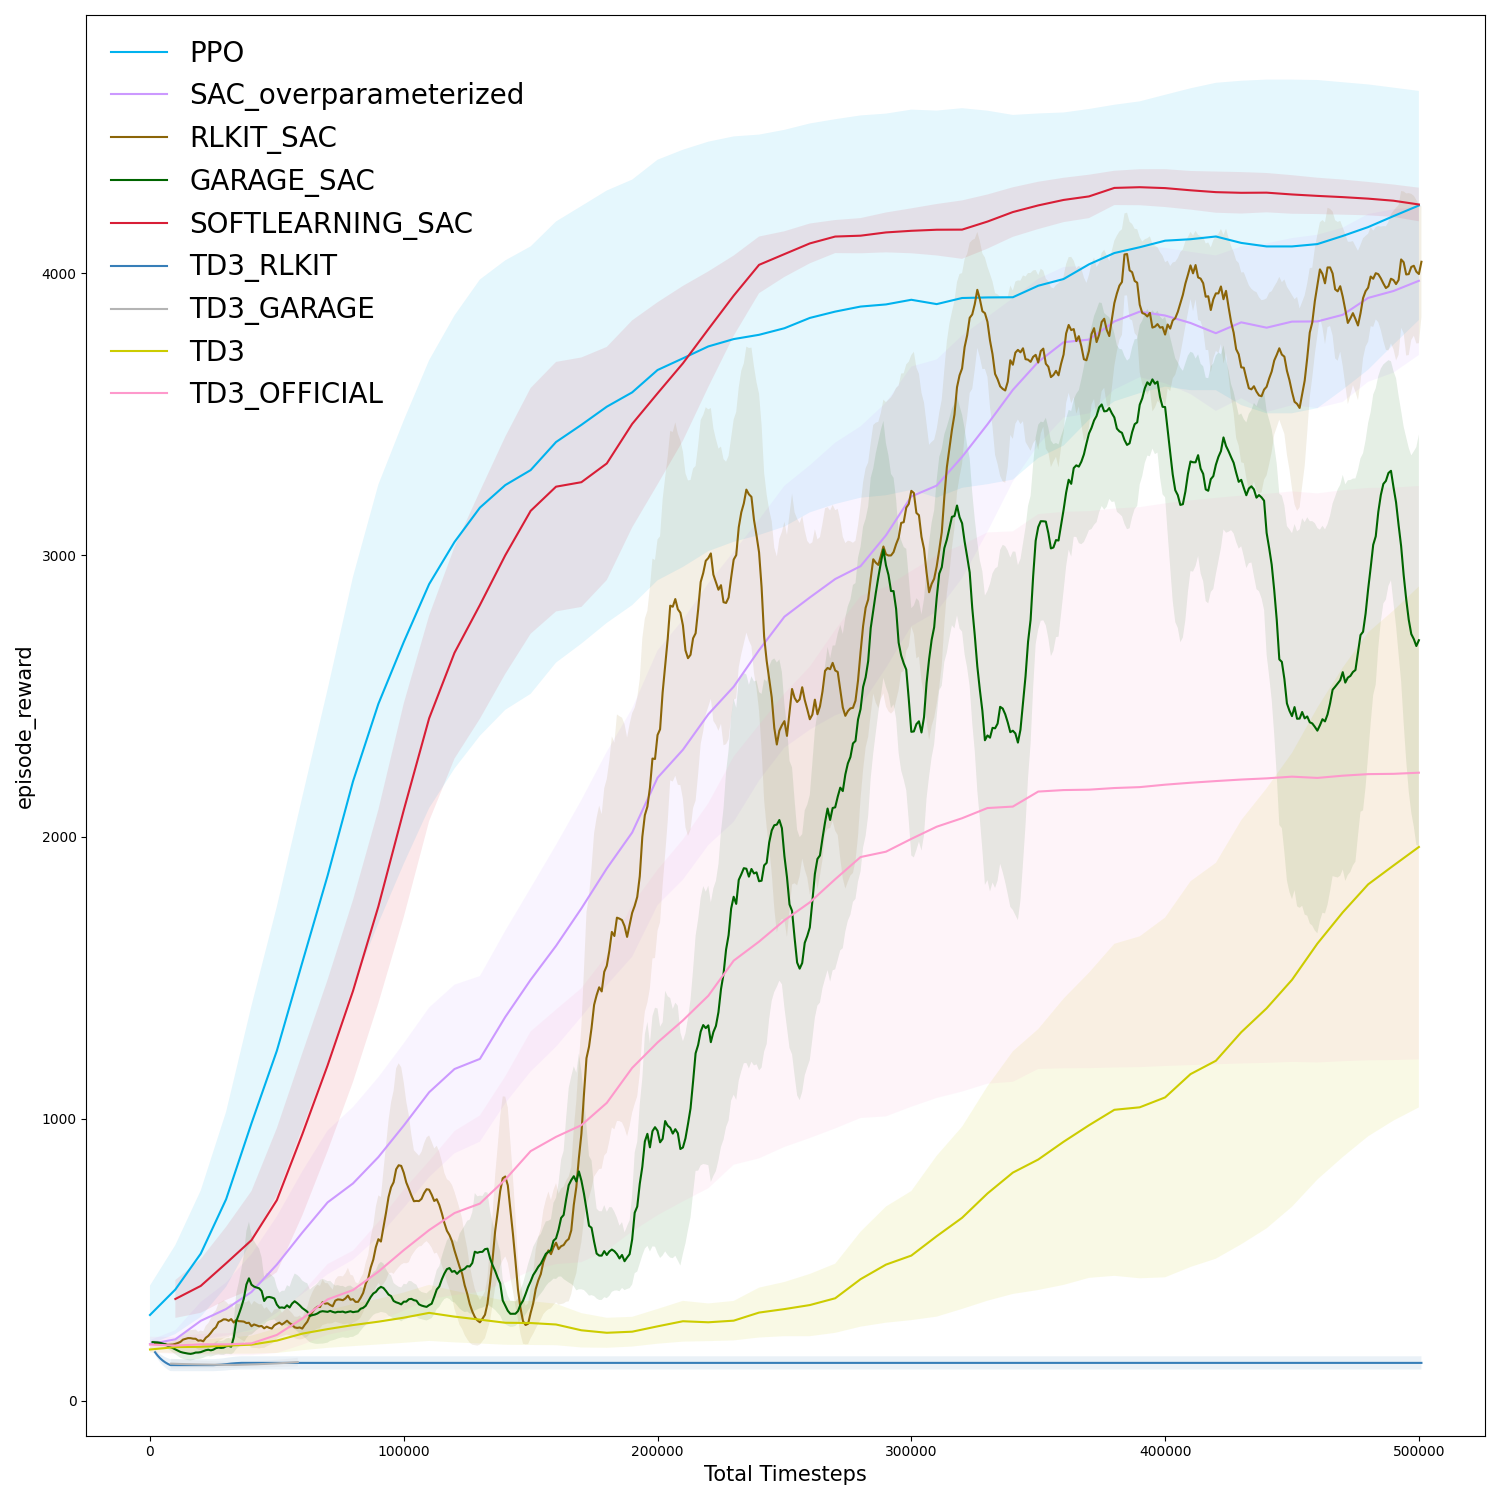 PPO
SAC_overparameterized
RLKIT_SAC
GARAGE_SAC
SOFTLEARNING_SAC
TD3_RLKIT
TD3_GARAGE
TD3
TD3_OFFICIAL
episode_reward
4000
3000
2000
1000
0
0 100000 200000 300000 400000 500000
Total Timesteps